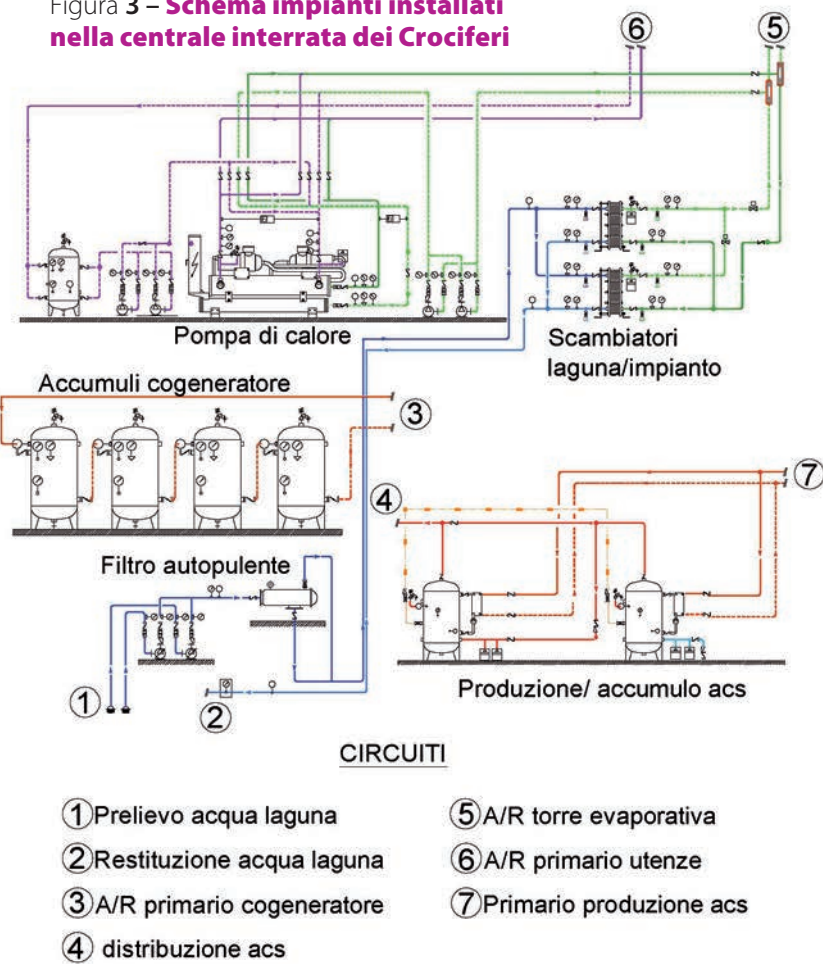 Figura 3 – Schema impianti installati
nella centrale interrata dei Crociferi
6
5
Pompa di calore
Scambiatori
laguna/impianto
Accumuli cogeneratore
3
7
4
Filtro autopulente
Produzione/ accumulo acs
1
2
CIRCUITI
1 Prelievo acqua laguna
2 Restituzione acqua laguna
3 A/R primario cogeneratore
4 distribuzione acs
5 A/R torre evaporativa
6 A/R primario utenze
7 Primario produzione acs